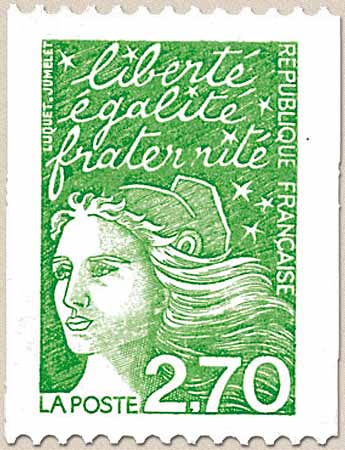 liberté
égalité
fraternité
LUQUET-JUMELET
RÉPUBLIQUE FRANÇAISE
LA POSTE 2,70